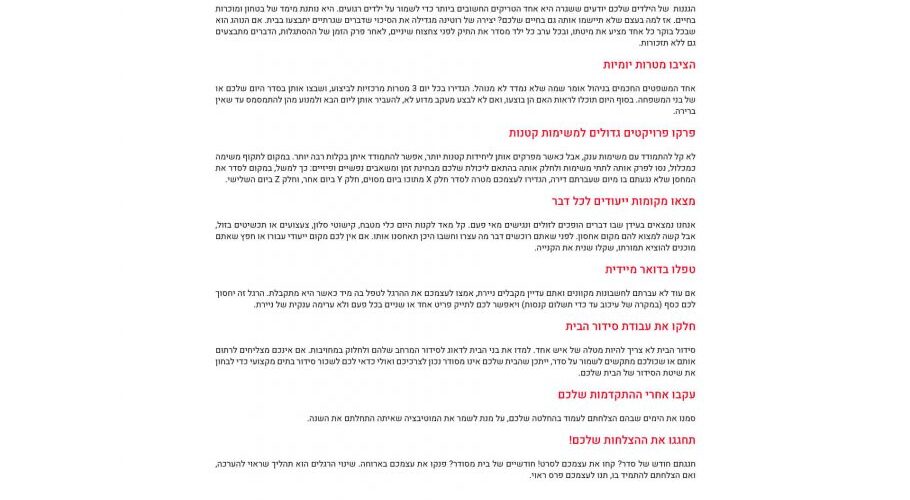 הגננות  של הילדים שלכם יודעים ששגרה היא אחד הטריקים החשובים ביותר כדי לשמור על ילדים רגועים. היא נותנת מימד של בטחון ומוכרות
בחיים. אז למה בעצם שלא תיישמו אותה גם בחיים שלכם? יצירה של רוטינה מגדילה את הסיכוי שדברים שגרתיים יתבצעו בבית. אם הנוהג הוא
שבכל בוקר כל אחד מציע את מיטתו, ובכל ערב כל ילד מסדר את התיק לפני צחצוח שיניים, לאחר פרק הזמן של ההסתגלות, הדברים מתבצעים
גם ללא תזכורות.
הציבו מטרות יומיות
אחד המשפטים החכמים בניהול אומר שמה שלא נמדד לא מנוהל. הגדירו בכל יום 3 מטרות מרכזיות לביצוע, ושבצו אותן בסדר היום שלכם או
של בני המשפחה. בסוף היום תוכלו לראות האם הן בוצעו, ואם לא לבצע מעקב מדוע לא, להעביר אותן ליום הבא ולמנוע מהן להתמסמס עד שאין
ברירה.
פרקו פרויקטים גדולים למשימות קטנות
לא קל להתמודד עם משימות ענק, אבל כאשר מפרקים אותן ליחידות קטנות יותר, אפשר להתמודד איתן בקלות רבה יותר. במקום לתקוף משימה
כמכלול, נסו לפרק אותה לתתי משימות ולחלק אותה בהתאם ליכולת שלכם מבחינת זמן ומשאבים נפשיים ופיזיים: כך למשל, במקום לסדר את
המחסן שלא נגעתם בו מיום שעברתם דירה, הגדירו לעצמכם מטרה לסדר חלק X מתוכו ביום מסוים, חלק Y ביום אחר, וחלק Z ביום השלישי.
מצאו מקומות ייעודים לכל דבר
אנחנו נמצאים בעידן שבו דברים הופכים לזולים ונגישים מאי פעם. קל מאד לקנות היום כלי מטבח, קישוטי סלון, צעצועים או תכשיטים בזול,
אבל קשה למצוא להם מקום אחסון. לפני שאתם רוכשים דבר מה עצרו וחשבו היכן תאחסנו אותו. אם אין לכם מקום ייעודי עבורו או חפץ שאתם
מוכנים להוציא תמורתו, שקלו שנית את הקנייה.
טפלו בדואר מיידית
אם עוד לא עברתם לחשבונות מקוונים ואתם עדיין מקבלים ניירת, אמצו לעצמכם את ההרגל לטפל בה מיד כאשר היא מתקבלת. הרגל זה יחסוך
לכם כסף (במקרה של עיכוב עד כדי תשלום קנסות) ויאפשר לכם לתייק פריט אחד או שניים בכל פעם ולא ערימה ענקית של ניירת.
חלקו את עבודת סידור הבית
סידור הבית לא צריך להיות מטלה של איש אחד. למדו את בני הבית לדאוג לסידור המרחב שלהם ולחלוק במחויבות. אם אינכם מצליחים לרתום
אותם או שכולכם מתקשים לשמור על סדר, ייתכן שהבית שלכם אינו מסודר נכון לצרכיכם ואולי כדאי לכם לשכור סידור בתים מקצועי כדי לבחון
את שיטת הסידור של הבית שלכם.
עקבו אחרי ההתקדמות שלכם
סמנו את הימים שבהם הצלחתם לעמוד בהחלטה שלכם, על מנת לשמר את המוטיבציה שאיתה התחלתם את השנה.
תחגגו את ההצלחות שלכם!
חגגתם חודש של סדר? קחו את עצמכם לסרט! חודשיים של בית מסודר? פנקו את עצמכם בארוחה. שינוי הרגלים הוא תהליך שראוי להערכה,
ואם הצלחתם להתמיד בו, תנו לעצמכם פרס ראוי.